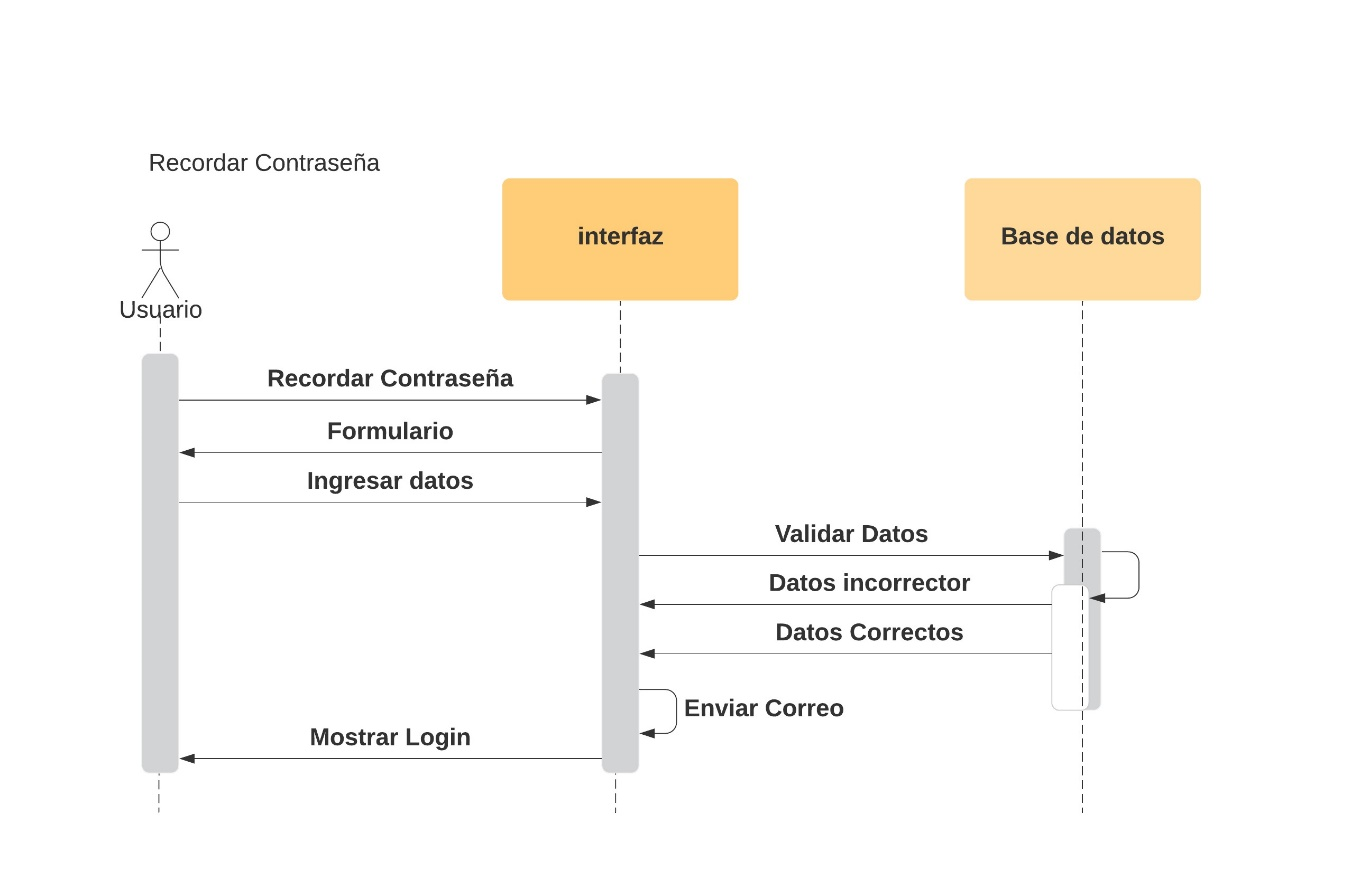 Recordar Contraseña
interfaz
Base de datos
Usuario
Recordar Contraseña
Formulario
Ingresar datos
Validar Datos
Datos incorrector
Datos Correctos
Enviar Correo
Mostrar Login